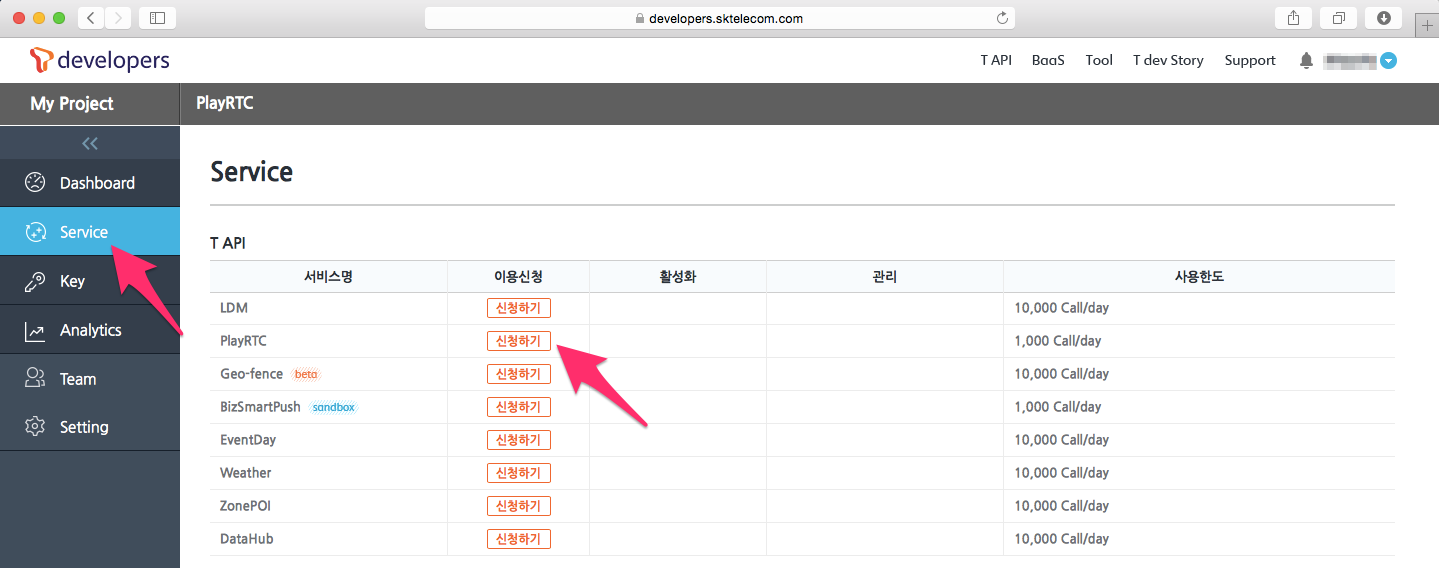 developers.sktelecom.com
developers
T API BaaS Tool T dev Story Support
My Project PlayRTC
Dashboard
Service
Key
Analytics
Team
Setting
Service
T API
서비스명 이용신청 활성화 관리 사용한도
LDM 신청하기 10,000 Call/day
PlayRTC 신청하기 1,000 Call/day
Geo-fence beta 신청하기 10,000 Call/day
BizSmartPush sandbox 신청하기 1,000 Call/day
EventDay 신청하기 10,000 Call/day
Weather 신청하기 10,000 Call/day
ZonePOI 신청하기 10,000 Call/day
DataHub 신청하기 10,000 Call/day